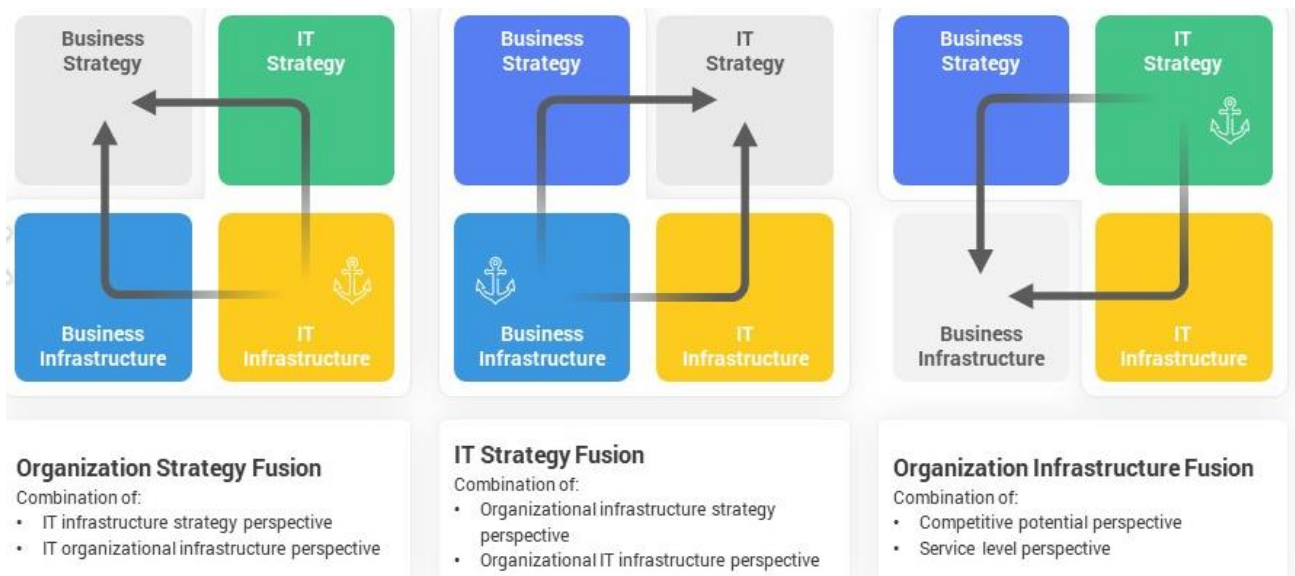 Business
Strategy
IT
Strategy
Business
Infrastructure
IT
Infrastructure
Organization Strategy Fusion
Combination of:
• IT infrastructure strategy perspective
• IT organizational infrastructure perspective
Business
Strategy
IT
Strategy
Business
Infrastructure
IT
Infrastructure
IT Strategy Fusion
Combination of:
• Organizational infrastructure strategy
perspective
• Organizational IT infrastructure perspective
Business
Strategy
IT
Strategy
Business
Infrastructure
IT
Infrastructure
Organization Infrastructure Fusion
Combination of:
• Competitive potential perspective
• Service level perspective